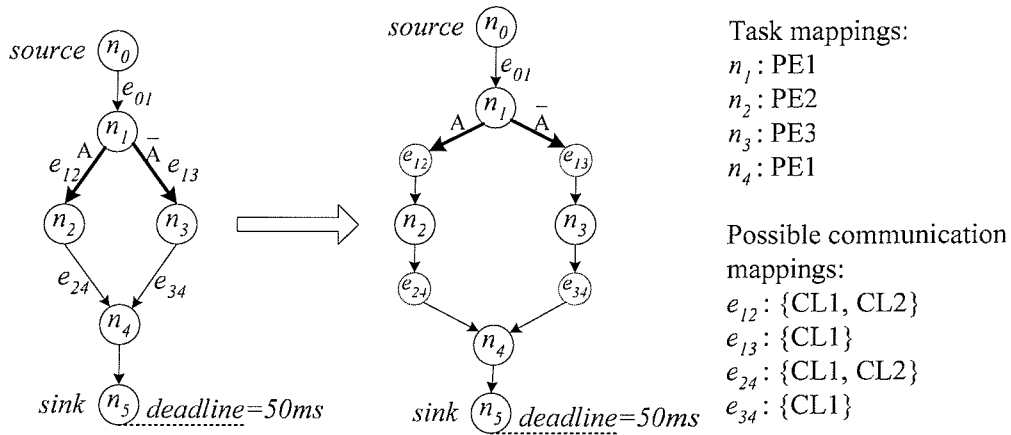 source n0
e01
n1
A Ā
e12 e13
n2 n3
e24 e34
n4
sink n5 deadline=50ms
source n0
e01
n1
A Ā
e12 e13
n2 n3
e24 e34
n4
sink n5 deadline=50ms
Task mappings:
n1: PE1
n2: PE2
n3: PE3
n4: PE1
Possible communication
mappings:
e12: {CL1, CL2}
e13: {CL1}
e24: {CL1, CL2}
e34: {CL1}